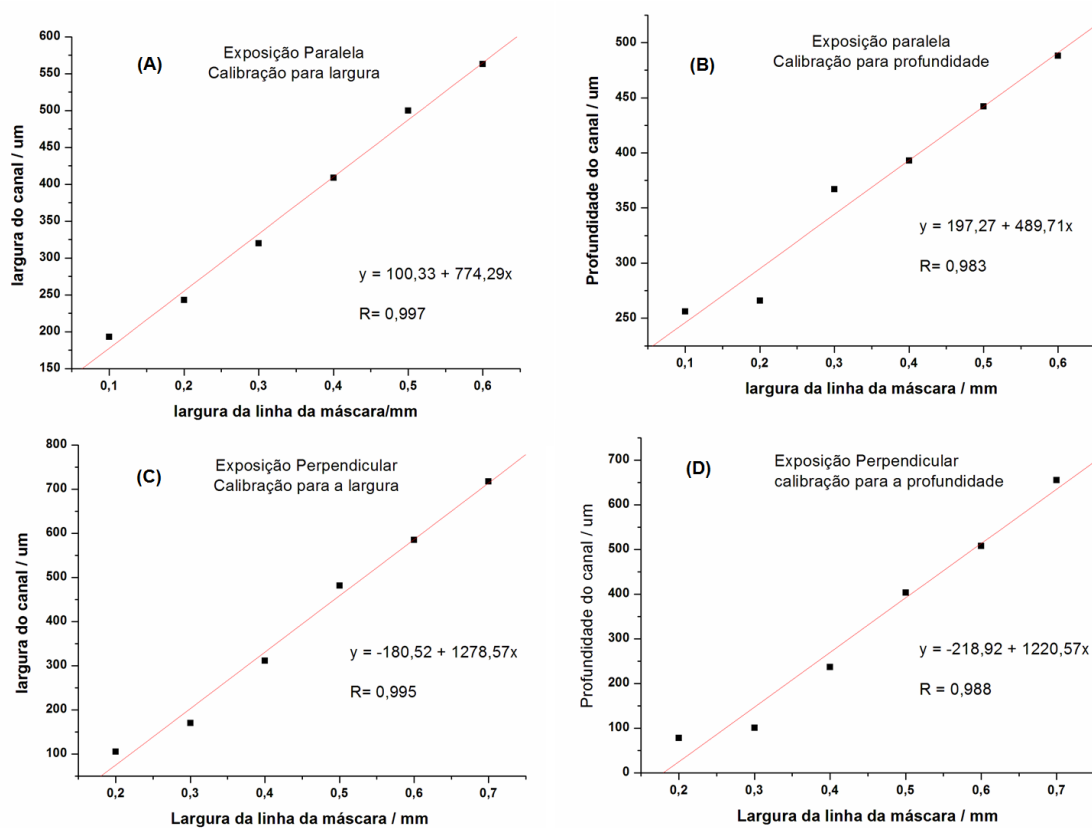 (A)
Exposição Paralela
Calibração para largura
largura do canal / um
600
550
500
450
400
350
300
250
200
150
y = 100,33 + 774,29x
R= 0,997
0,1 0,2 0,3 0,4 0,5 0,6
largura da linha da máscara/mm
(B)
Exposição paralela
Calibração para profundidade
Profundidade do canal / um
500
450
400
350
300
250
y = 197,27 + 489,71x
R= 0,983
0,1 0,2 0,3 0,4 0,5 0,6
largura da linha da máscara / mm
(C)
Exposição Perpendicular
Calibração para a largura
largura do canal / um
800
700
600
500
400
300
200
100
y = -180,52 + 1278,57x
R= 0,995
0,2 0,3 0,4 0,5 0,6 0,7
Largura da linha da máscara / mm
(D)
Exposição Perpendicular
calibração para a profundidade
Profundidade do canal / um
700
600
500
400
300
200
100
0
y = -218,92 + 1220,57x
R = 0,988
0,2 0,3 0,4 0,5 0,6 0,7
Largura da linha da máscara / mm